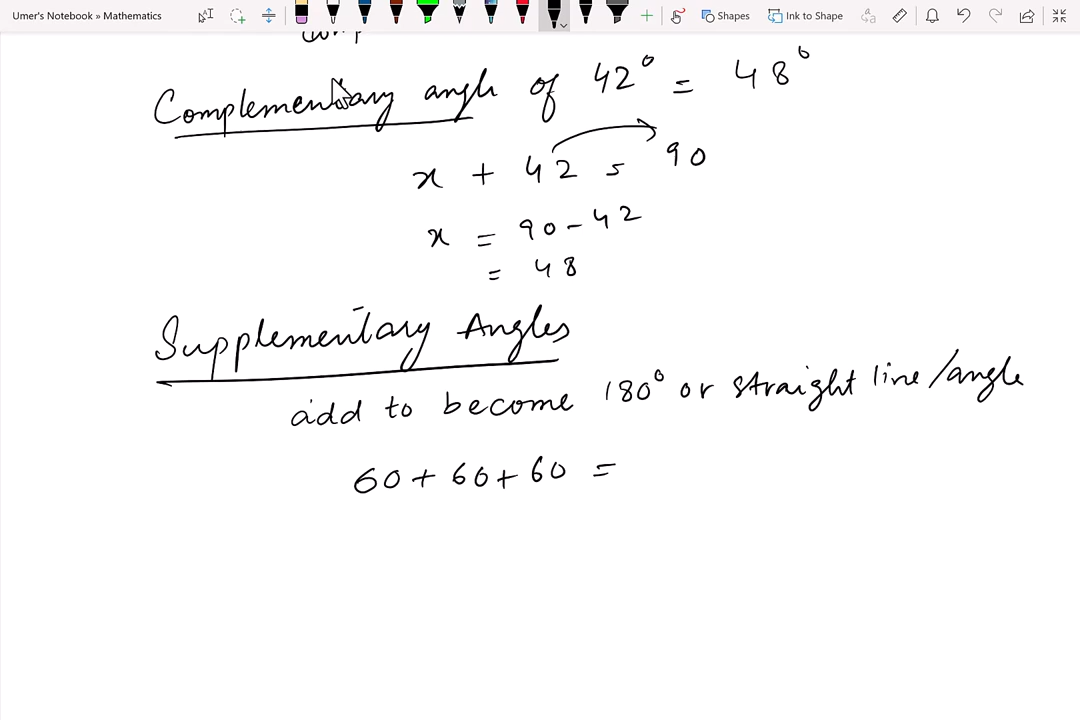 Umer's Notebook » Mathematics
Shapes
Ink to Shape
Complementary angle of 42° = 48°
x + 42 = 90
x = 90 - 42
= 48
Supplementary Angles
add to become 180° or straight line/angle
60 + 60 + 60 =